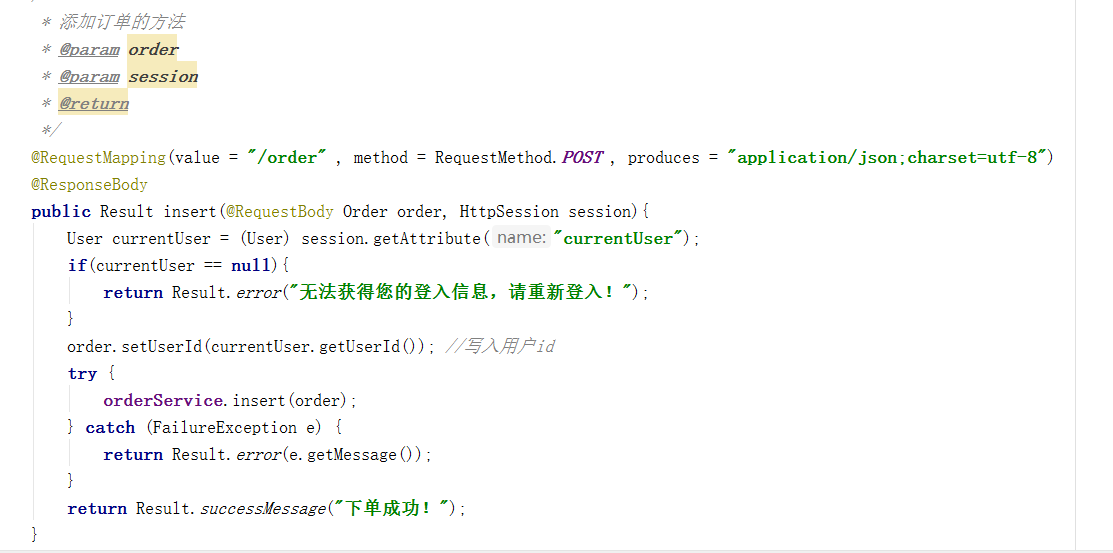 * 添加订单的方法
* @param order
* @param session
* @return
*/
@RequestMapping(value = "/order" , method = RequestMethod.POST , produces = "application/json;charset=utf-8")
@ResponseBody
public Result insert(@RequestBody Order order, HttpSession session){
User currentUser = (User) session.getAttribute( name: "currentUser");
if(currentUser == null){
return Result.error("无法获得您的登入信息，请重新登入！");
}
order.setUserId(currentUser.getUserId()); //写入用户id
try {
orderService.insert(order);
} catch (FailureException e) {
return Result.error(e.getMessage());
}
return Result.successMessage("下单成功！");
}